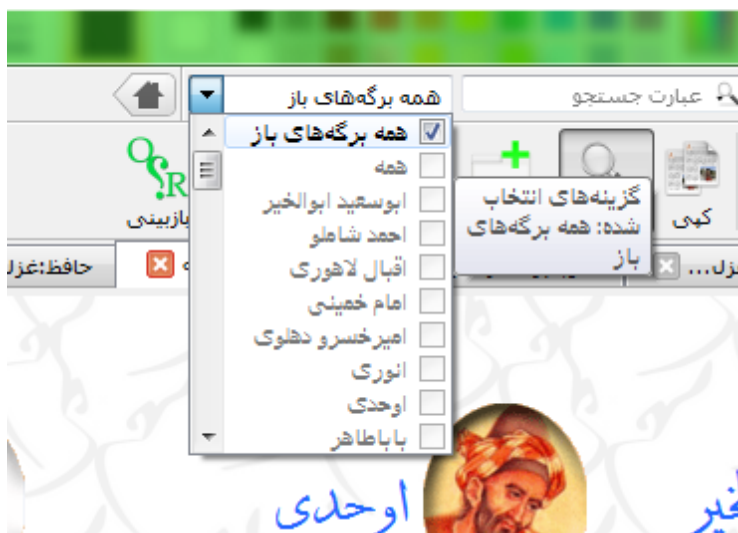 عبارت جستجو
همه برگه‌های باز
همه برگه‌های باز
همه
ابوسعید ابوالخیر
احمد شاملو
اقبال لاهوری
امام خمینی
امیرخسرو دهلوی
انوری
اوحدی
باباطاهر
گزینه‌های انتخاب
شده: همه برگه‌های
باز
کپی
بازبینی
حافظ:غزل
اوحدی